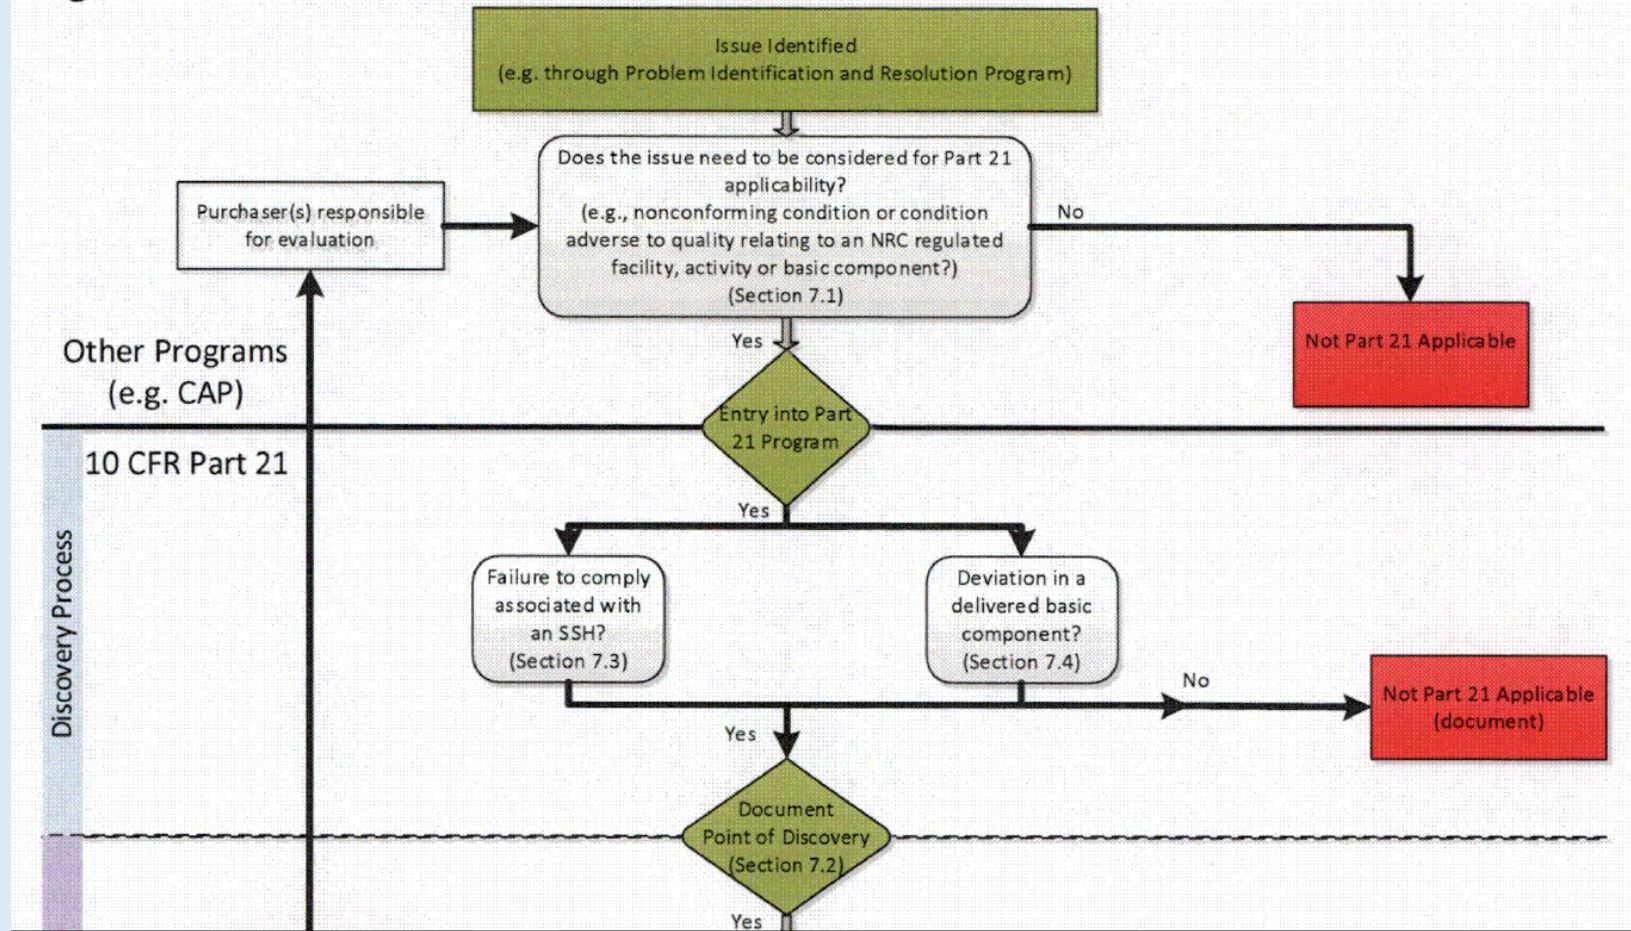 Issue Identified
(e.g. through Problem Identification and Resolution Program)
Does the issue need to be considered for Part 21
applicability?
(e.g., nonconforming condition or condition
adverse to quality relating to an NRC regulated
facility, activity or basic component?)
(Section 7.1)
Purchaser(s) responsible
for evaluation
No
Not Part 21 Applicable
Yes
Other Programs
(e.g. CAP)
Entry into Part
21 Program
10 CFR Part 21
Yes
Discovery Process
Failure to comply
associated with
an SSH?
(Section 7.3)
Deviation in a
delivered basic
component?
(Section 7.4)
No
Not Part 21 Applicable
(document)
Yes
Document
Point of Discovery
(Section 7.2)
Yes